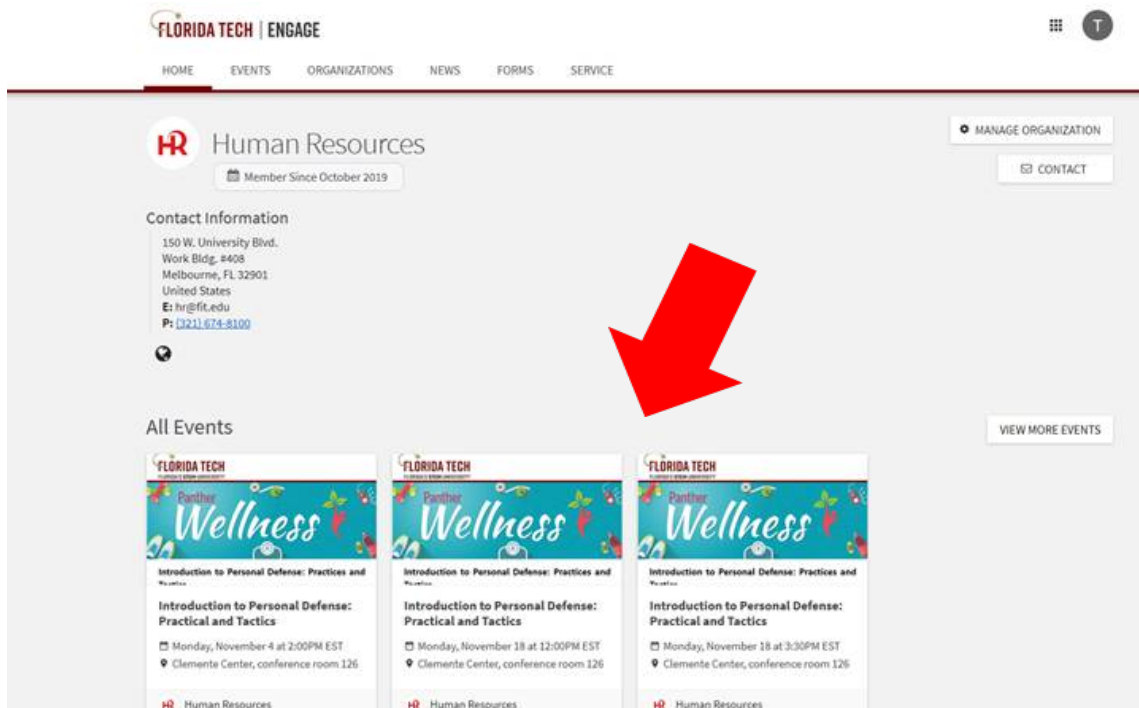 FLORIDA TECH | ENGAGE
T
HOME EVENTS ORGANIZATIONS NEWS FORMS SERVICE
HR Human Resources
Member Since October 2019
MANAGE ORGANIZATION
CONTACT
Contact Information
150 W. University Blvd.
Work Bldg. #408
Melbourne, FL 32901
United States
E: hr@fit.edu
P: (321) 674-8100
All Events
VIEW MORE EVENTS
FLORIDA TECH
Panther
Wellness
Introduction to Personal Defense: Practices and
Introduction to Personal Defense:
Practical and Tactics
Monday, November 4 at 2:00PM EST
Clemente Center, conference room 126
HR Human Resources
FLORIDA TECH
Panther
Wellness
Introduction to Personal Defense: Practices and
Introduction to Personal Defense:
Practical and Tactics
Monday, November 18 at 12:00PM EST
Clemente Center, conference room 126
HR Human Resources
FLORIDA TECH
Panther
Wellness
Introduction to Personal Defense: Practices and
Introduction to Personal Defense:
Practical and Tactics
Monday, November 18 at 3:30PM EST
Clemente Center, conference room 126
HR Human Resources